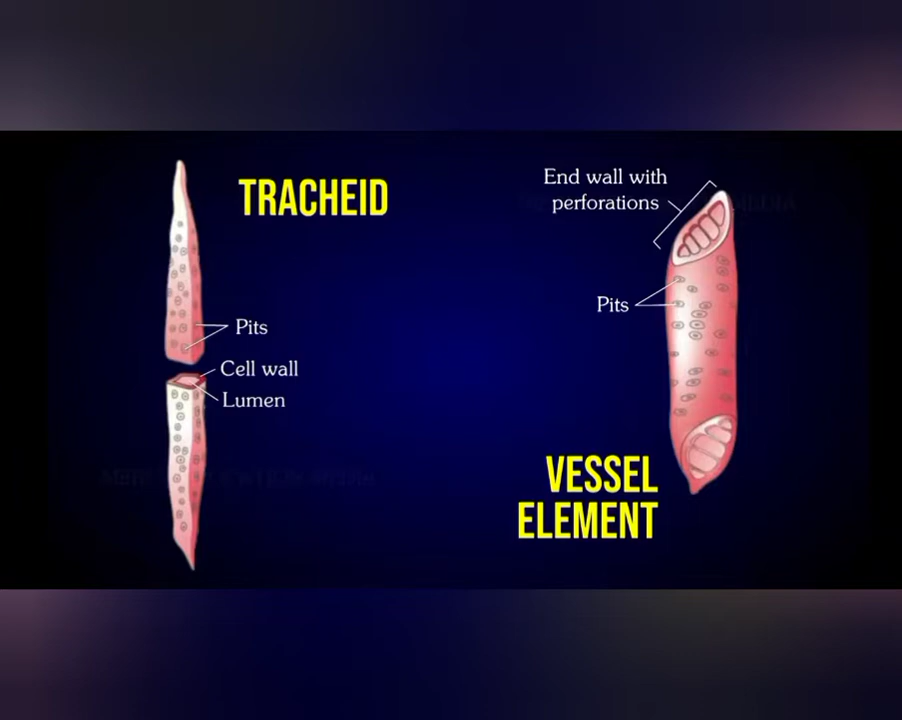 TRACHEID
Pits
Cell wall
Lumen
End wall with
perforations
Pits
VESSEL
ELEMENT